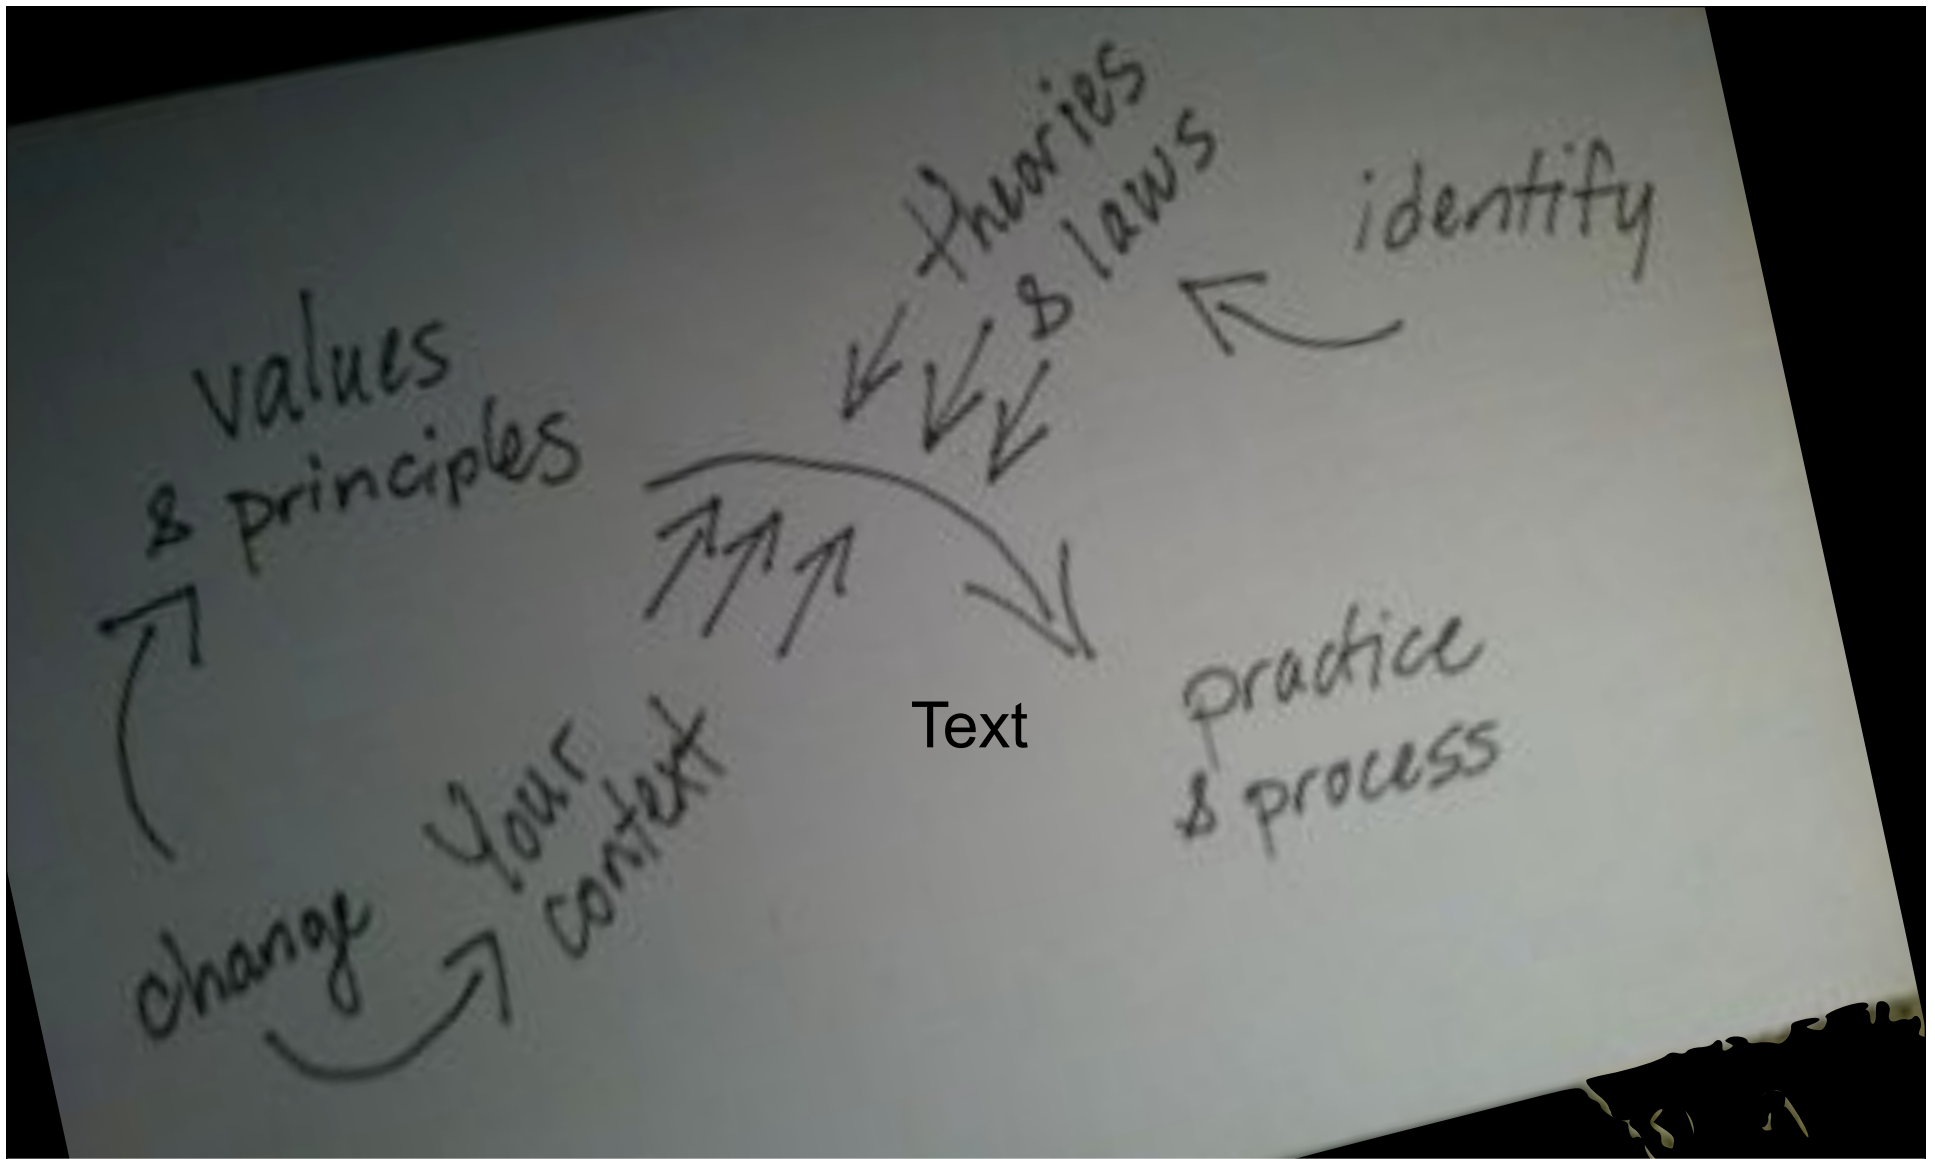 theories
& laws
identify
values
& principles
Your
context
change
Text
practice
& process